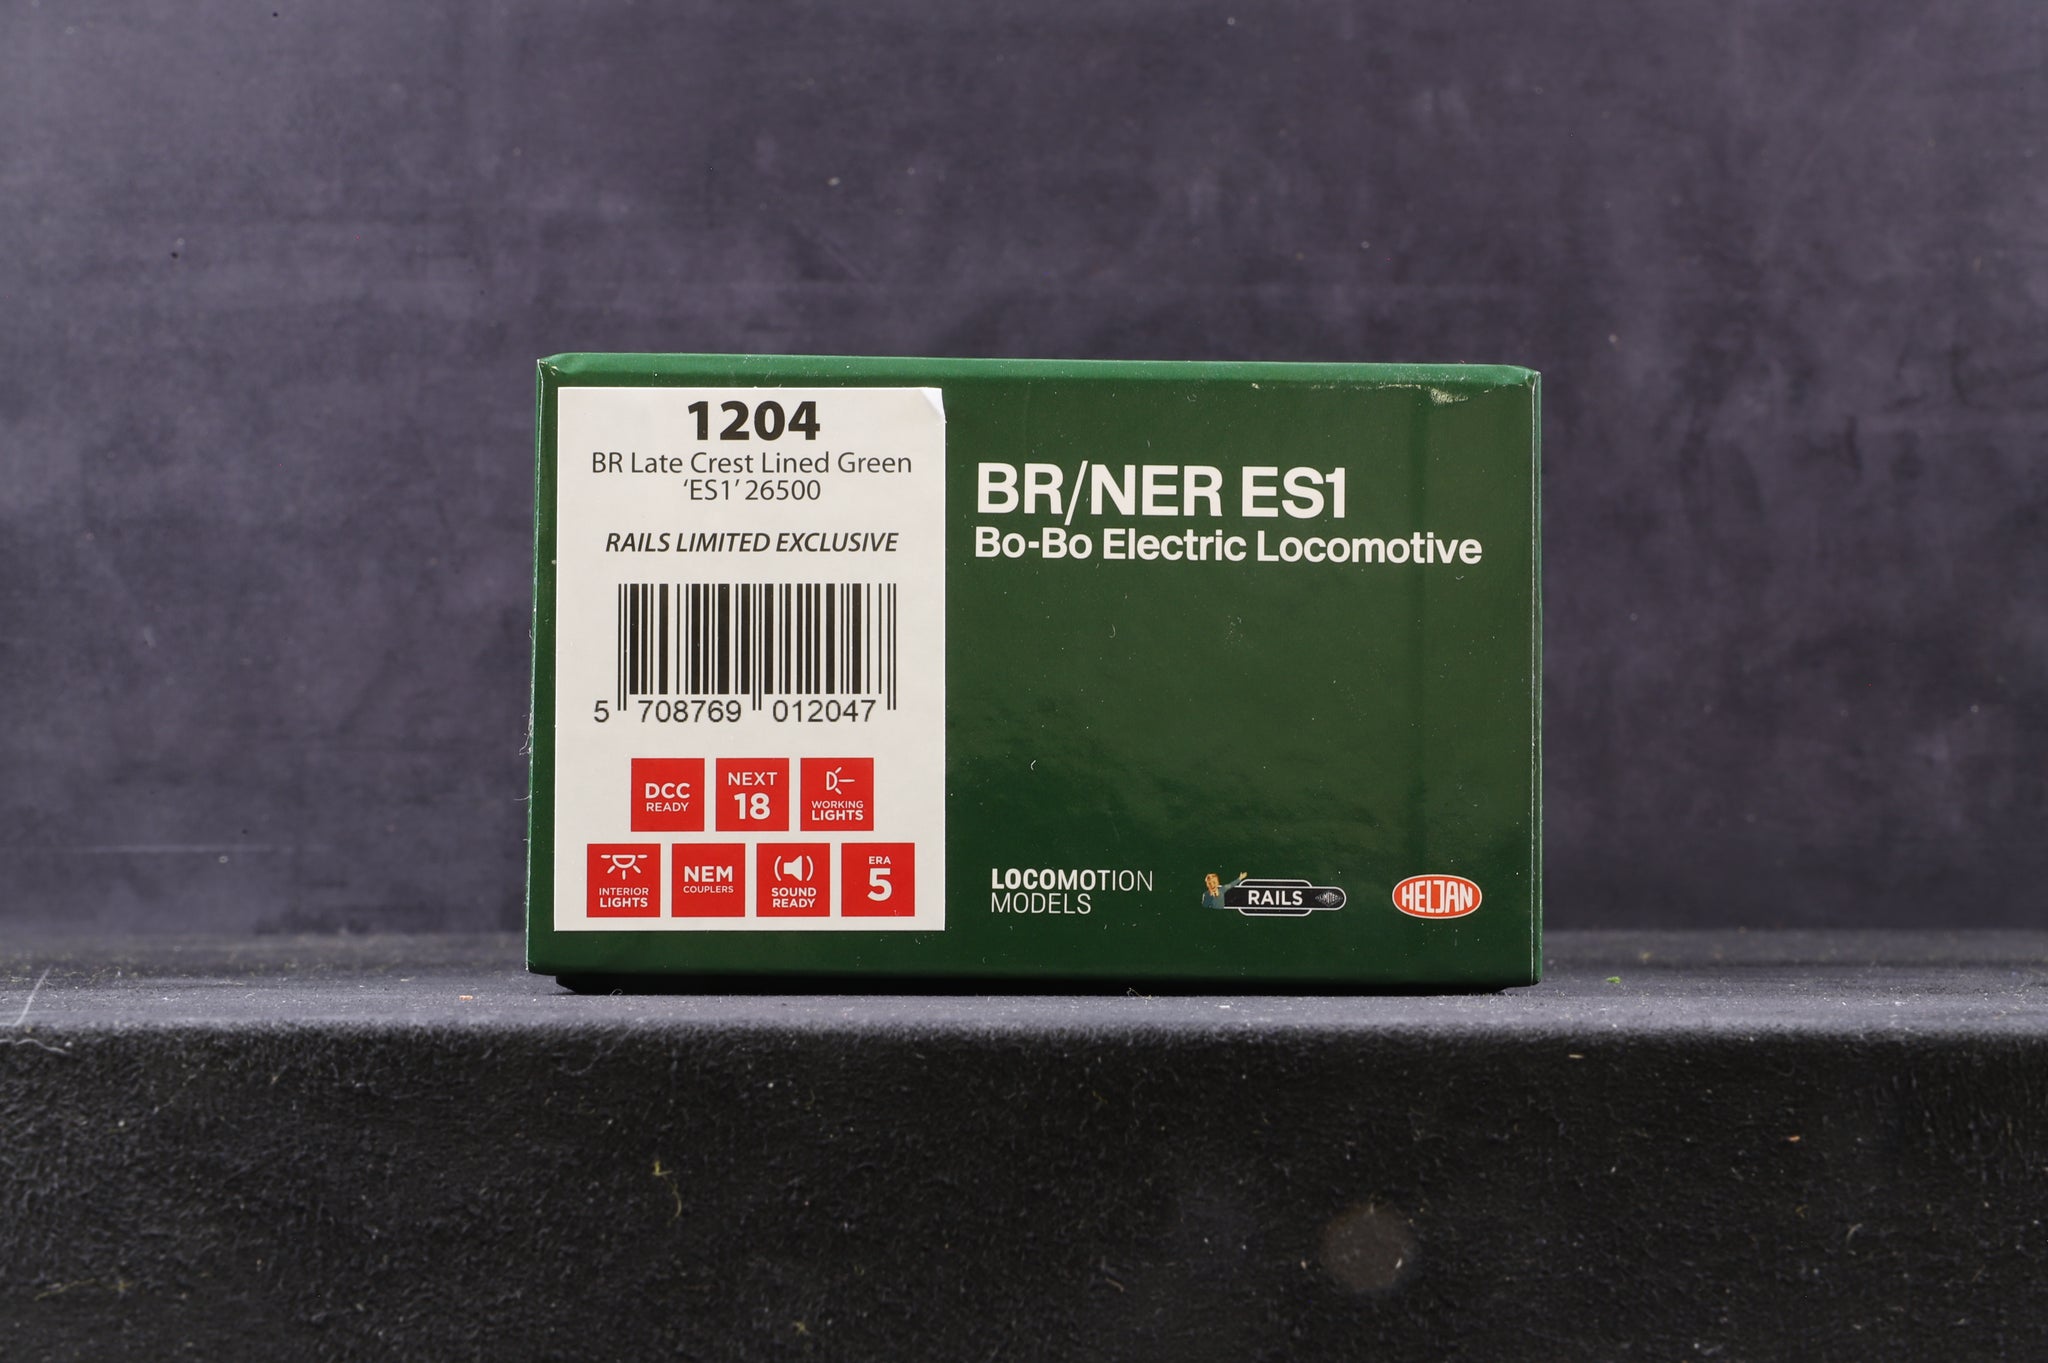 1204
BR Late Crest Lined Green
‘ES1’ 26500
RAILS LIMITED EXCLUSIVE
5 708769 012047
DCC
READY
NEXT
18
WORKING
LIGHTS
INTERIOR
LIGHTS
NEM
COUPLERS
SOUND
READY
ERA
5
BR/NER ES1
Bo-Bo Electric Locomotive
LOCOMOTION
MODELS
RAILS
LIMITED
HELJAN